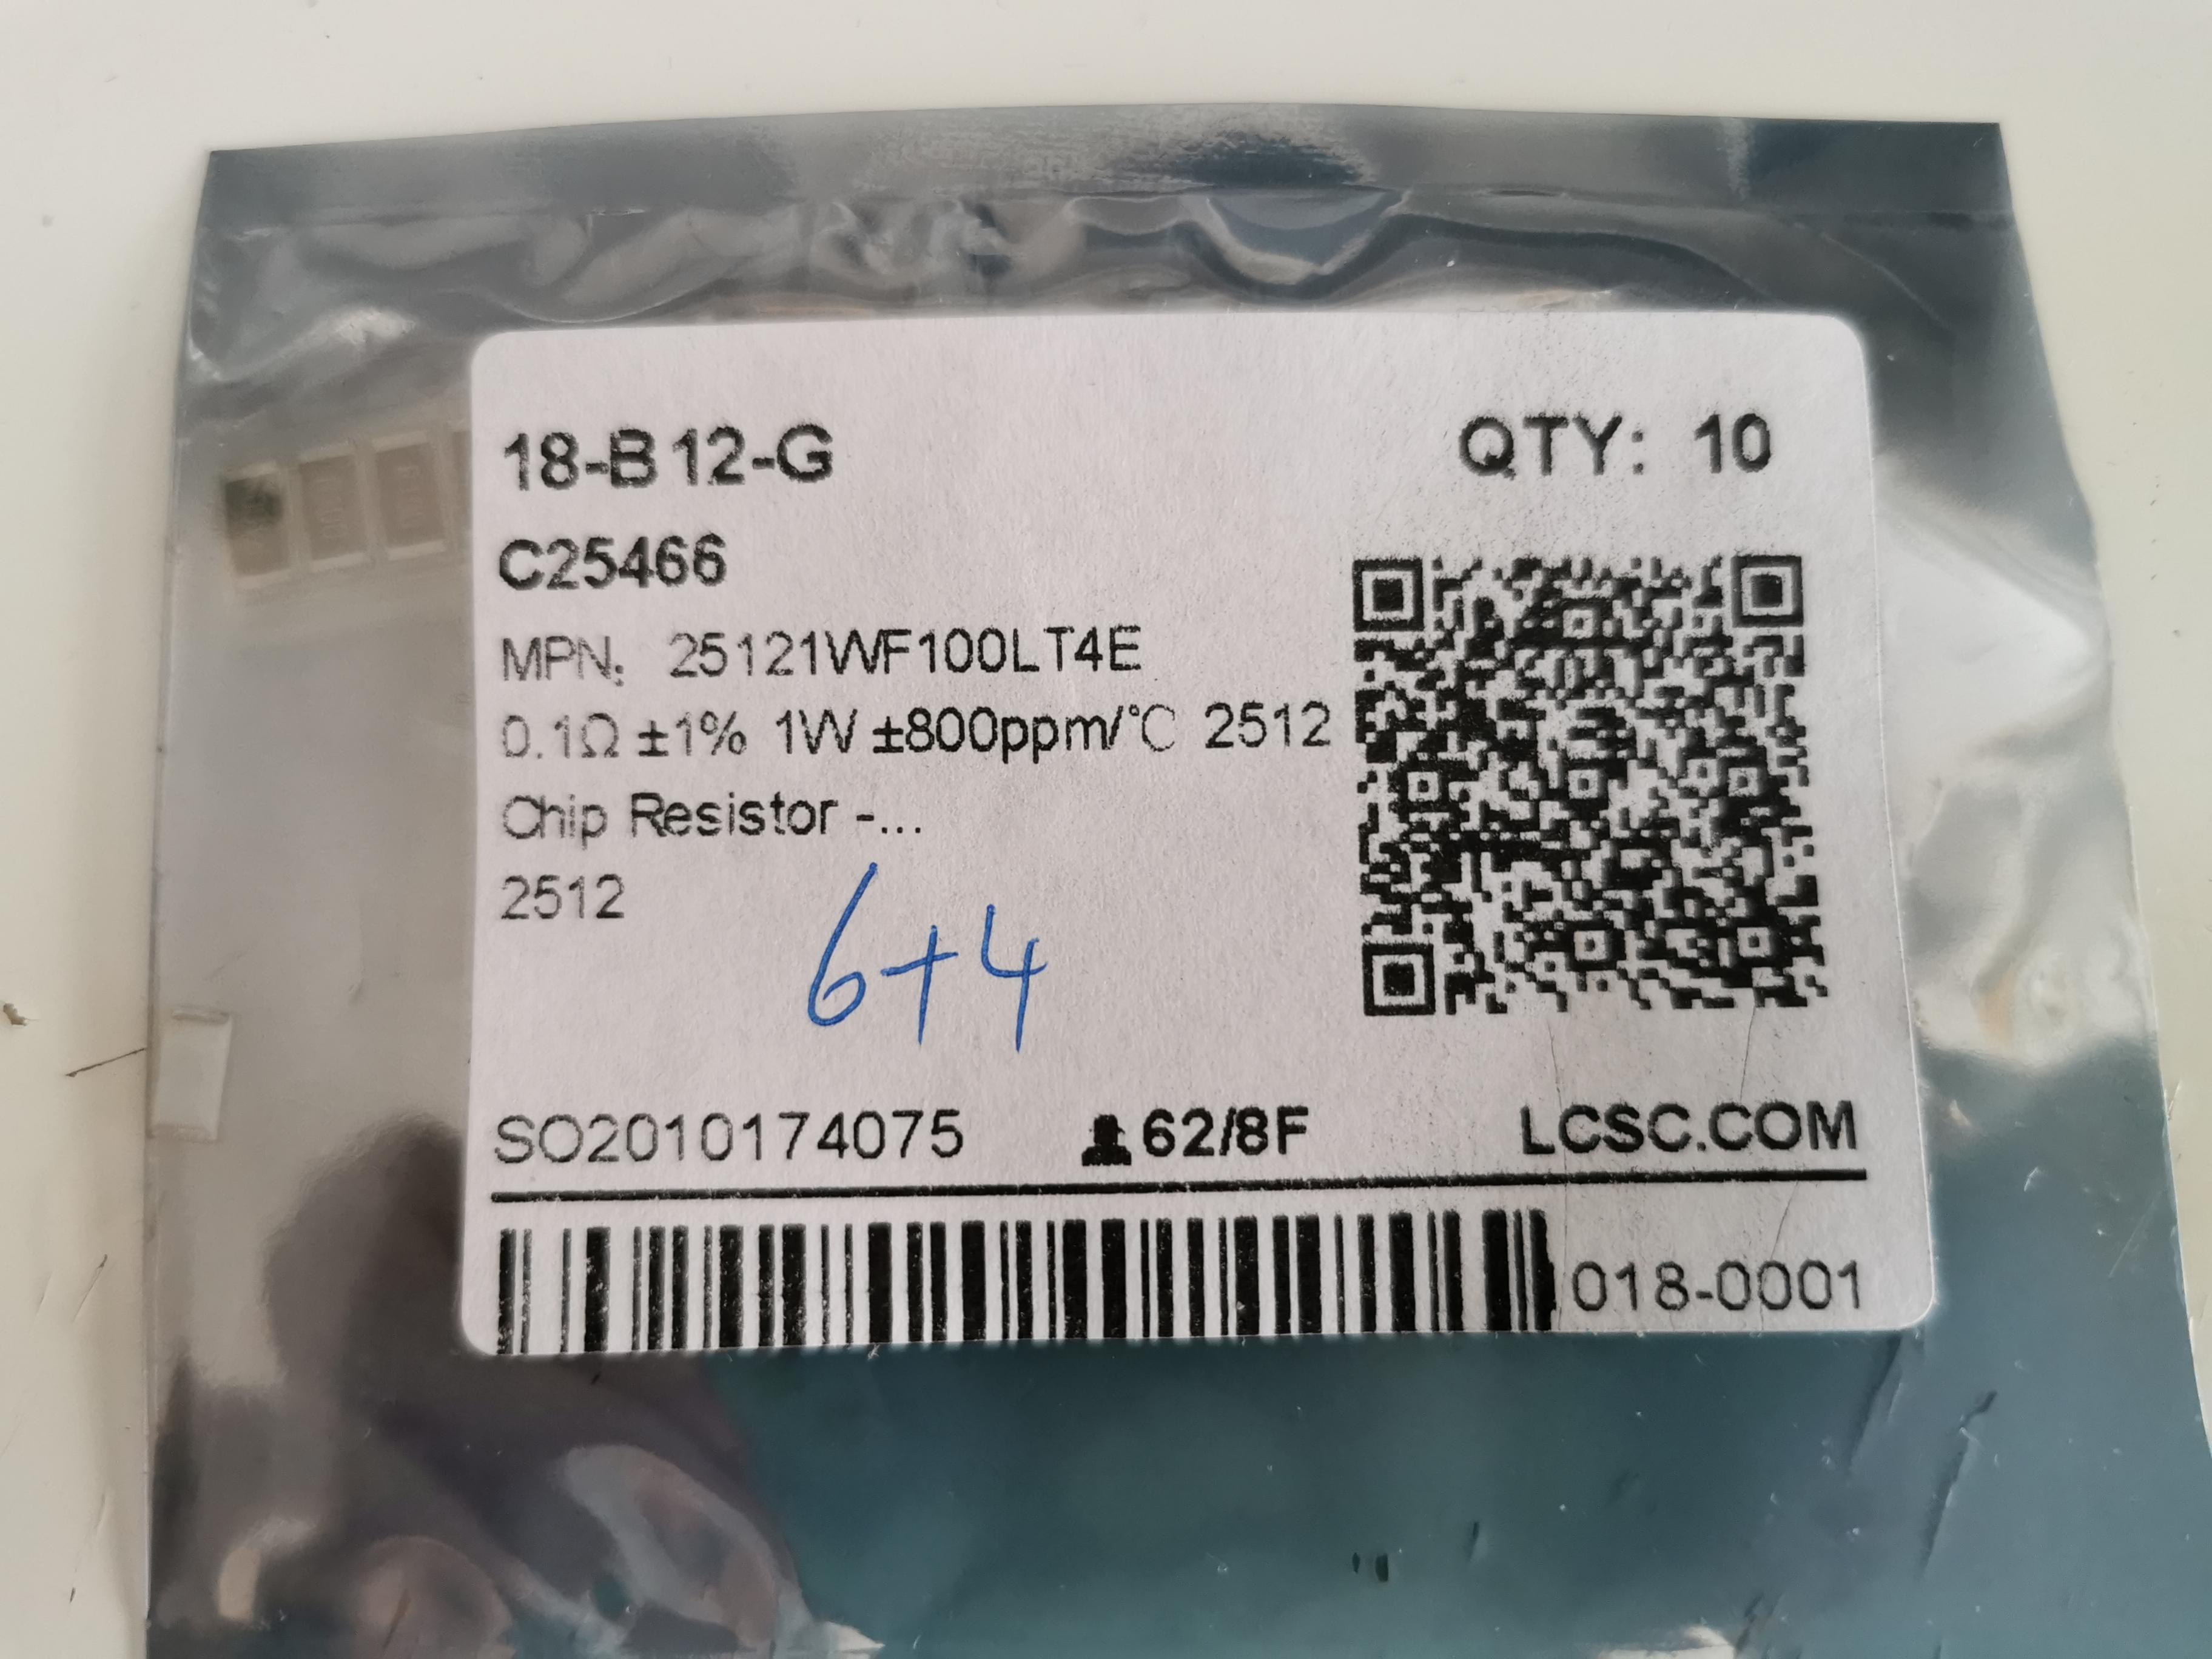 18-B12-G QTY: 10
C25466
MPN: 25121WF100LT4E
0.1Ω ±1% 1W ±800ppm/℃ 2512
Chip Resistor -...
2512
6+4
SO2010174075 62/8F LCSC.COM
018-0001